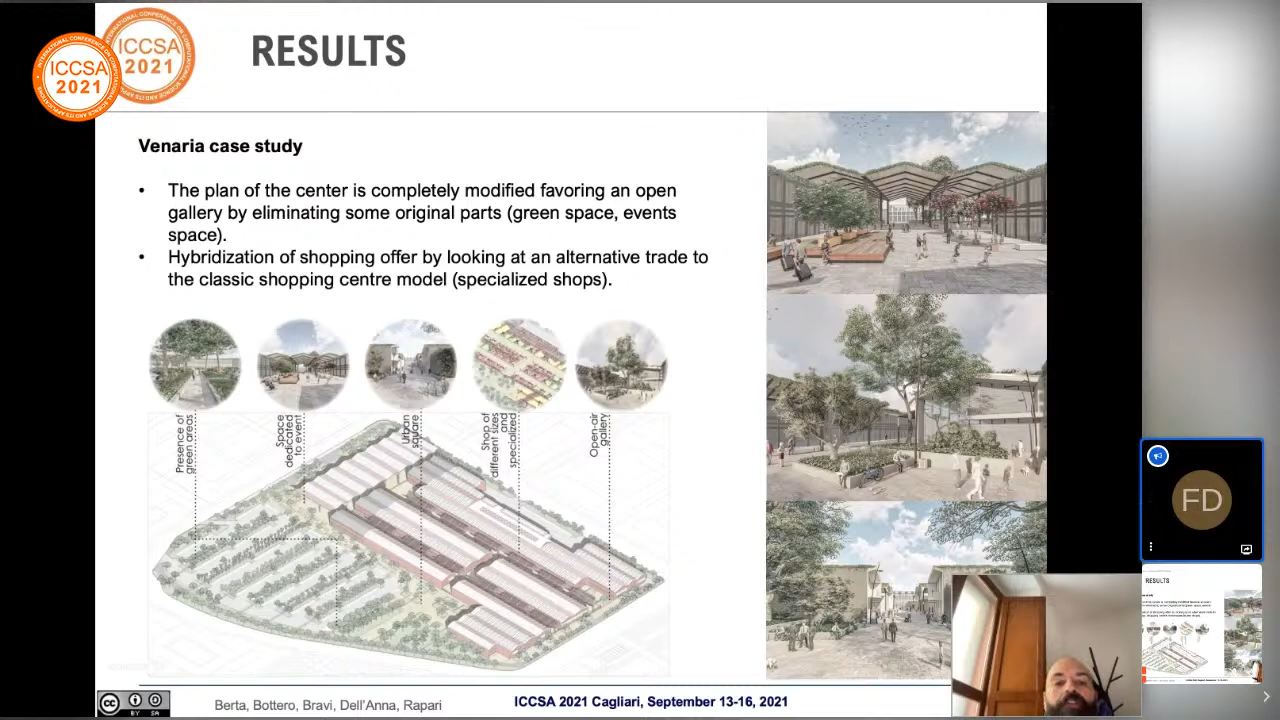 ICCSA
2021
ICCSA
2021
RESULTS
Venaria case study
• The plan of the center is completely modified favoring an open
gallery by eliminating some original parts (green space, events
space).
• Hybridization of shopping offer by looking at an alternative trade to
the classic shopping centre model (specialized shops).
Presence of
green areas
Space
dedicated
to event
Urban
square
Shop of
different sizes
and
specialized
Open-air
gallery
FD
RESULTS
BY SA
Berta, Bottero, Bravi, Dell'Anna, Rapari
ICCSA 2021 Cagliari, September 13-16, 2021